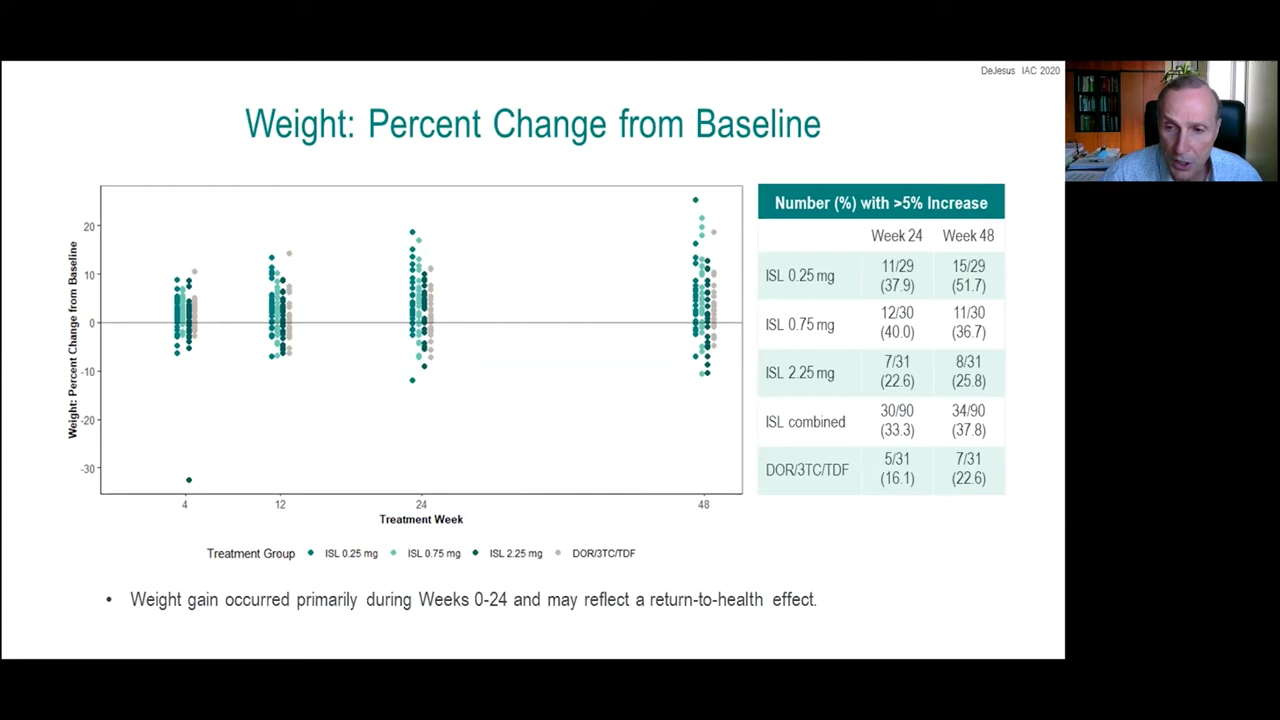 DeJesus IAC 2020
Weight: Percent Change from Baseline
Weight: Percent Change from Baseline
20
10
0
-10
-20
-30
4 12 24 48
Treatment Week
Treatment Group ISL 0.25 mg ISL 0.75 mg ISL 2.25 mg DOR/3TC/TDF
Number (%) with >5% Increase
Week 24 Week 48
ISL 0.25 mg 11/29 (37.9) 15/29 (51.7)
ISL 0.75 mg 12/30 (40.0) 11/30 (36.7)
ISL 2.25 mg 7/31 (22.6) 8/31 (25.8)
ISL combined 30/90 (33.3) 34/90 (37.8)
DOR/3TC/TDF 5/31 (16.1) 7/31 (22.6)
• Weight gain occurred primarily during Weeks 0-24 and may reflect a return-to-health effect.